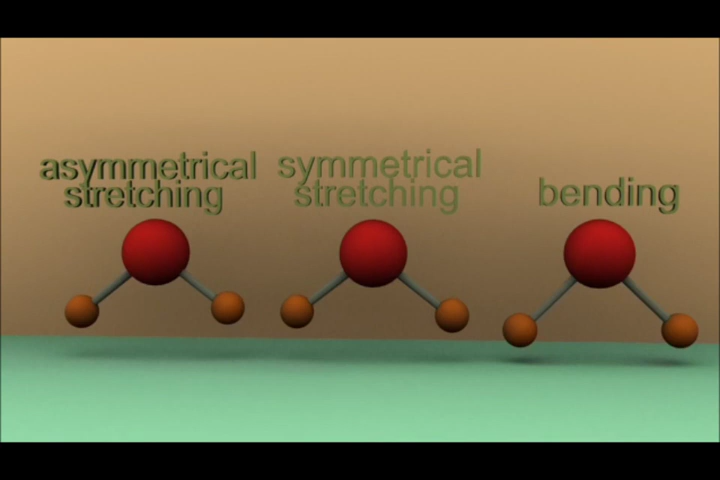 asymmetrical
stretching
symmetrical
stretching
bending